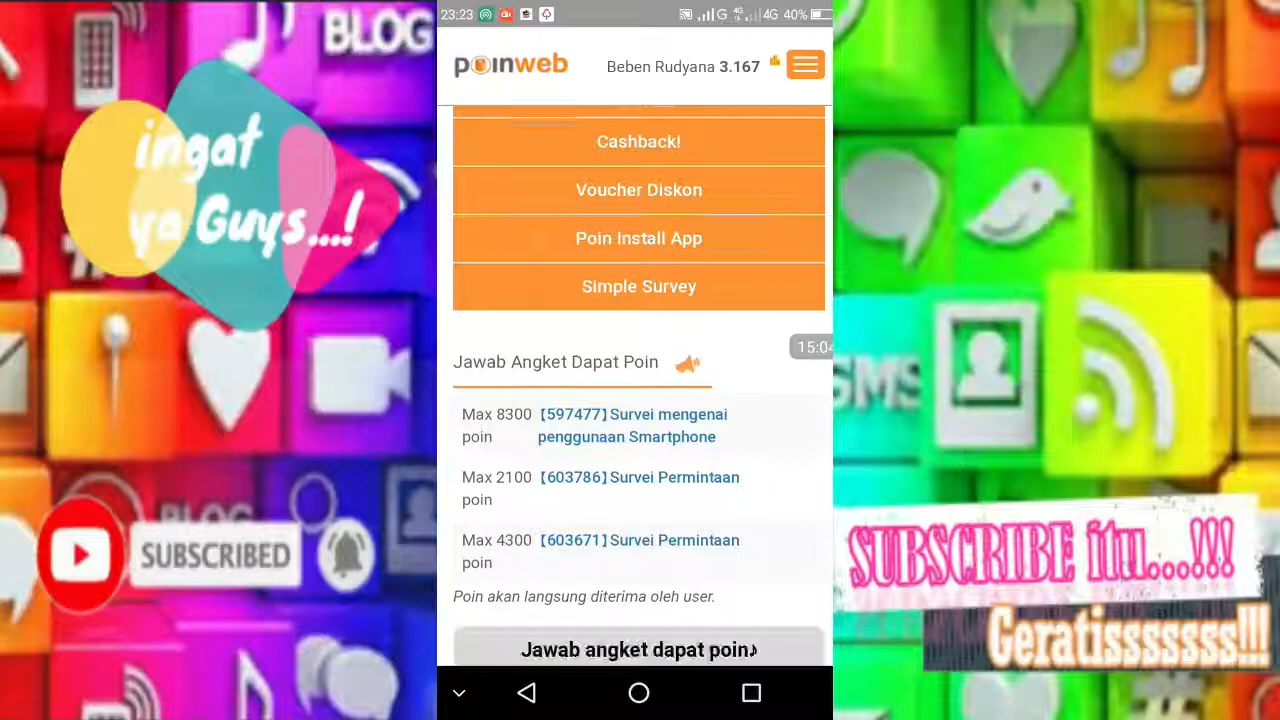 BLOG
ingat
ya Guys...!
BLOG
SUBSCRIBED
23:23
G
4G
4G 40%
poinweb
Beben Rudyana 3.167
Cashback!
Voucher Diskon
Poin Install App
Simple Survey
15:04
Jawab Angket Dapat Poin
Max 8300 poin
【597477】Survei mengenai
penggunaan Smartphone
Max 2100 poin
【603786】Survei Permintaan
Max 4300 poin
【603671】Survei Permintaan
Poin akan langsung diterima oleh user.
Jawab angket dapat poin♪
SMS
SUBSCRIBE itu...!!!
Geratisssssss!!!